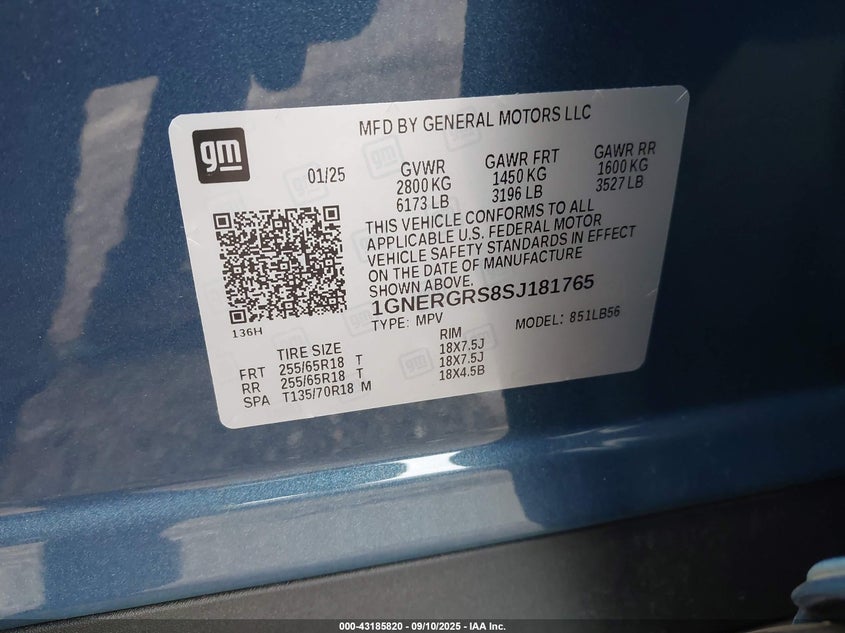 gm
MFD BY GENERAL MOTORS LLC
01/25
GVWR
2800 KG
6173 LB
GAWR FRT
1450 KG
3196 LB
GAWR RR
1600 KG
3527 LB
THIS VEHICLE CONFORMS TO ALL
APPLICABLE U.S. FEDERAL MOTOR
VEHICLE SAFETY STANDARDS IN EFFECT
ON THE DATE OF MANUFACTURE
SHOWN ABOVE.
1GNERGRS8SJ181765
TYPE: MPV MODEL: 851LB56
136H
TIRE SIZE RIM
FRT 255/65R18 T 18X7.5J
RR 255/65R18 T 18X7.5J
SPA T135/70R18 M 18X4.5B
000-43185820 - 09/10/2025 - IAA Inc.